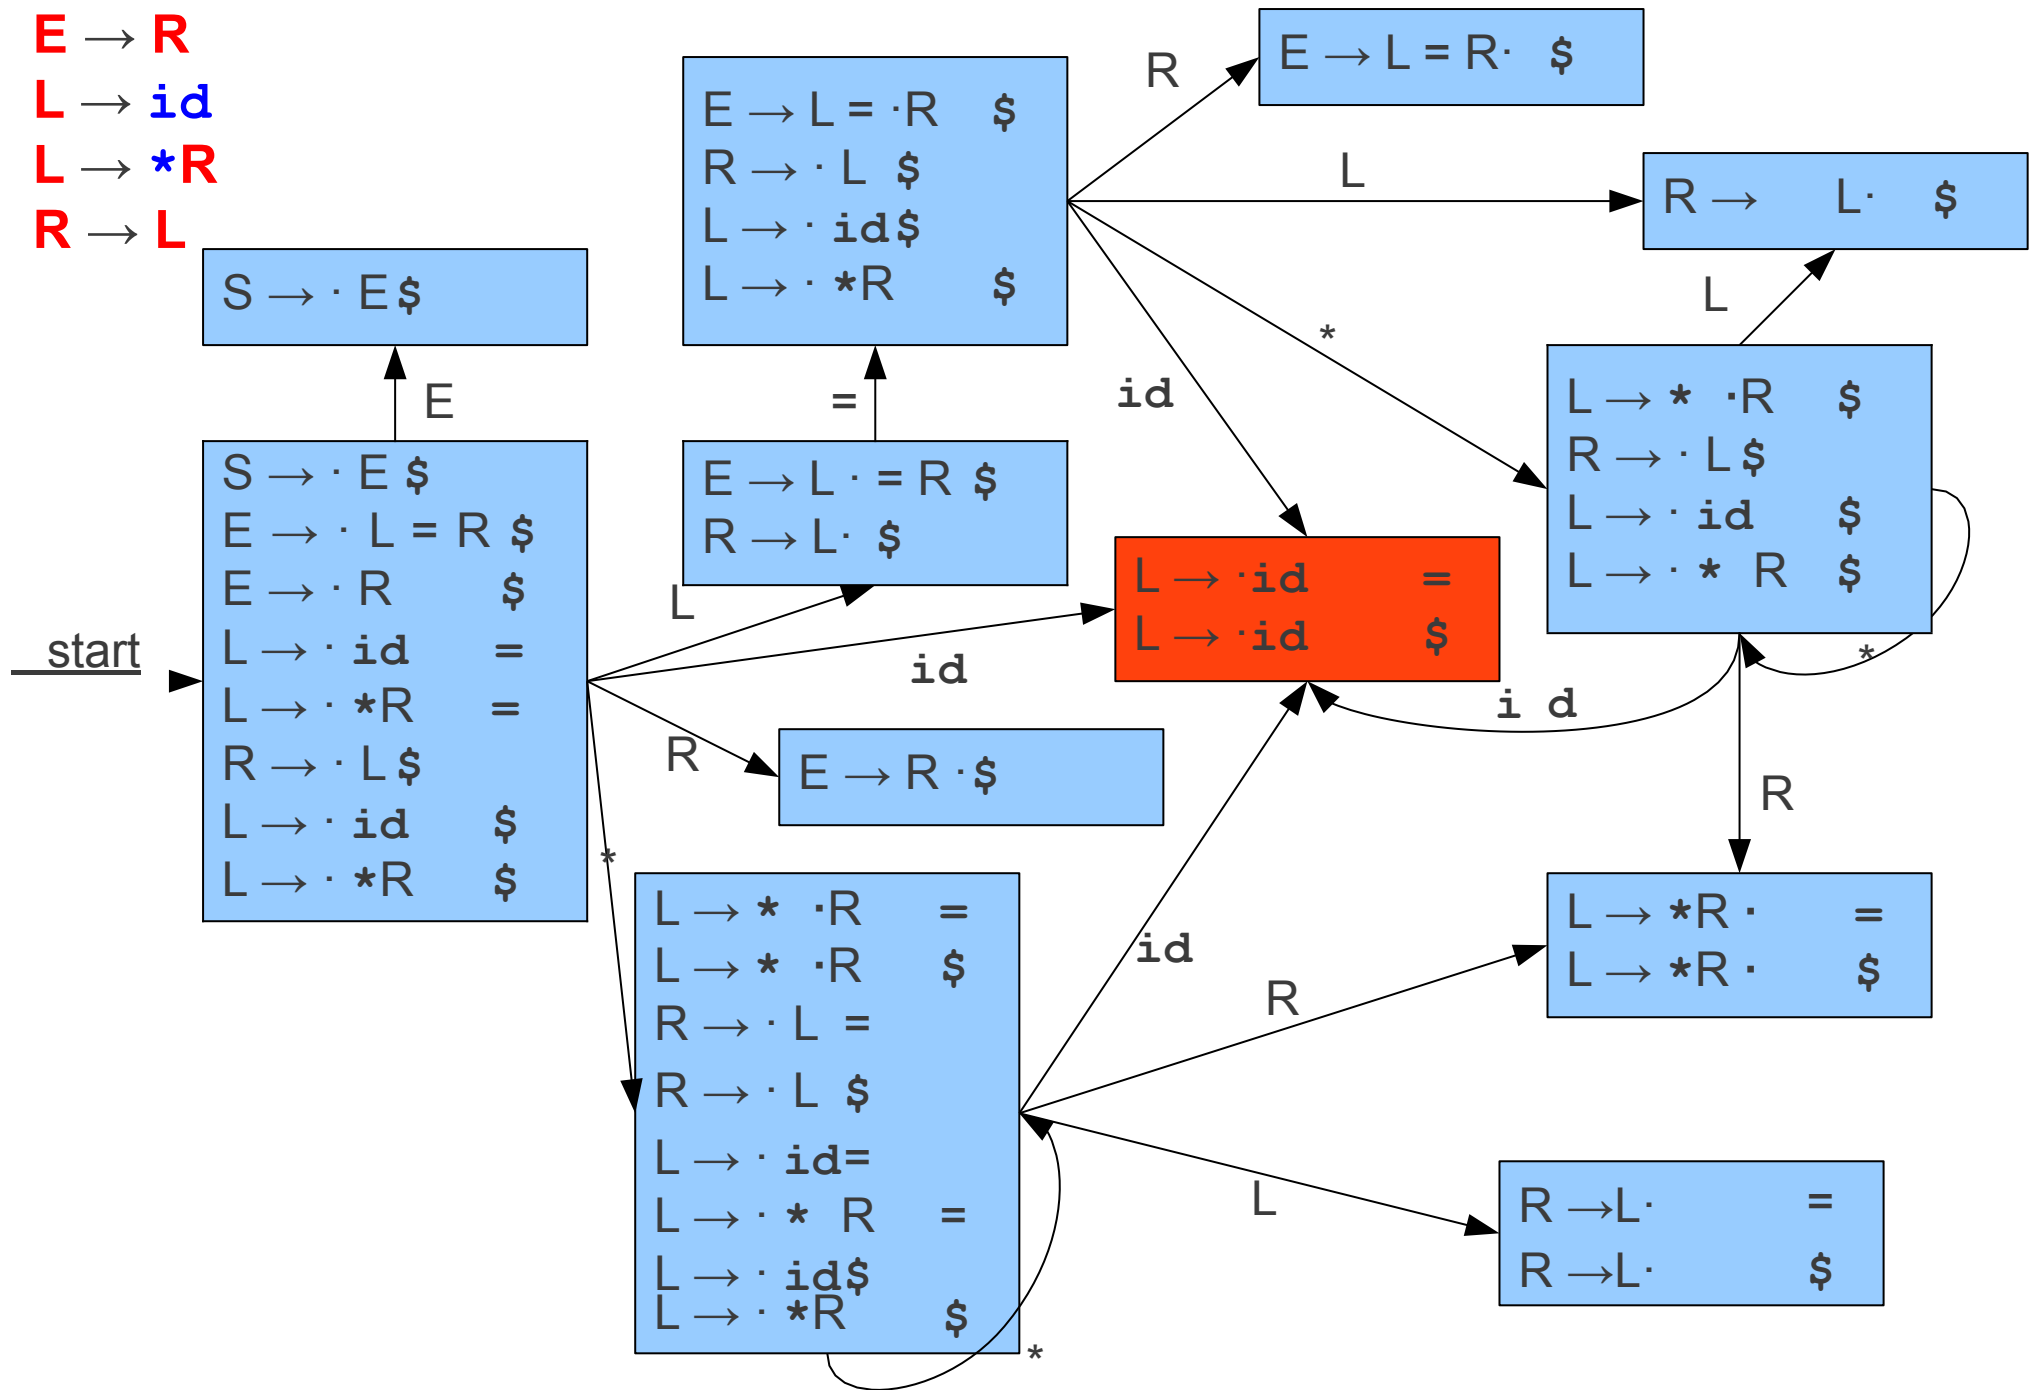 E → R
L → id
L → *R
R → L
S → · E $
E
start
S → · E $
E → · L = R $
E → · R $
L → · id =
L → · *R =
R → · L $
L → · id $
L → · *R $
E → L = ·R $
R → · L $
L → · id $
L → · *R $
=
E → L · = R $
R → L· $
L
id
R
*
E → R · $
L → * ·R =
L → * ·R $
R → · L =
R → · L $
L → · id =
L → · * R =
L → · id $
L → · *R $
*
R
E → L = R· $
L
R → L· $
*
id
L
L → * ·R $
R → · L $
L → · id $
L → · * R $
*
L → ·id =
L → ·id $
i d
R
id
R
L → *R · =
L → *R · $
L
R →L· =
R →L· $